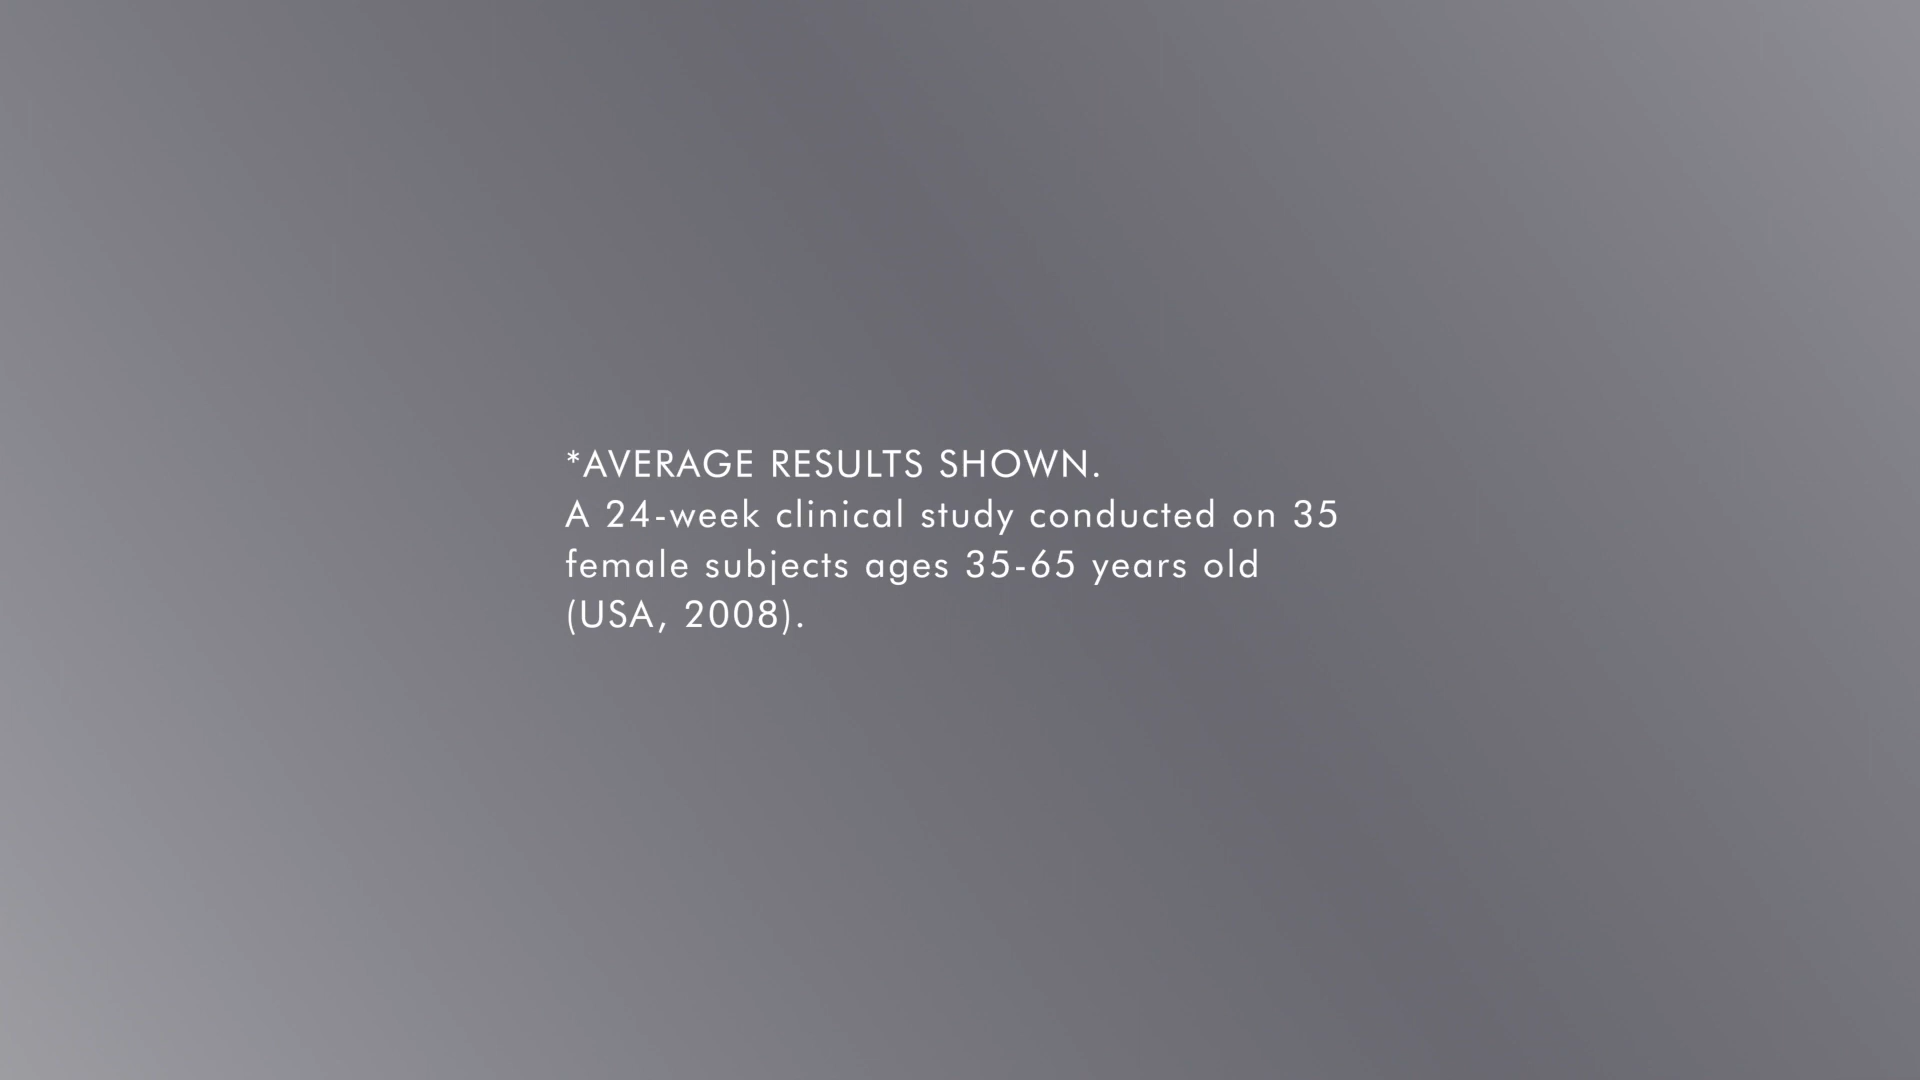 *AVERAGE RESULTS SHOWN.
A 24-week clinical study conducted on 35
female subjects ages 35-65 years old
(USA, 2008).